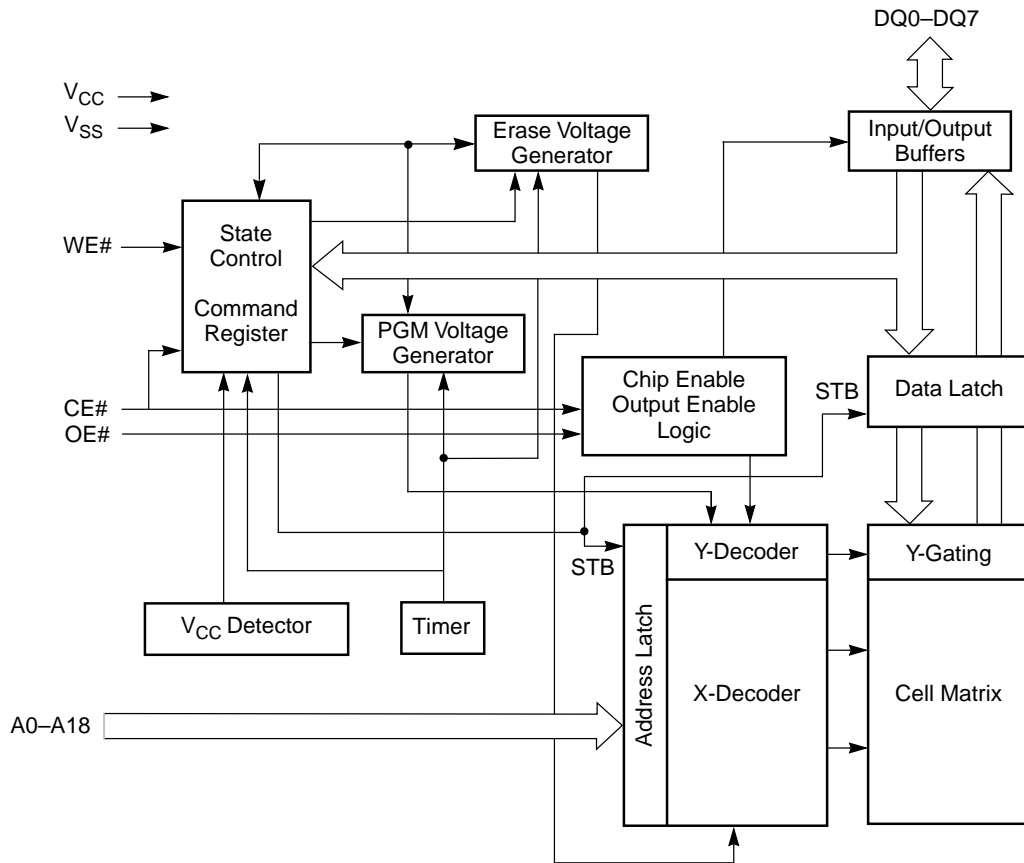 DQ0–DQ7
VCC
VSS
Erase Voltage
Generator
Input/Output
Buffers
WE#
State
Control
Command
Register
PGM Voltage
Generator
Chip Enable
Output Enable
Logic
STB
Data Latch
CE#
OE#
STB
Y-Decoder
Y-Gating
VCC Detector
Timer
Address Latch
X-Decoder
Cell Matrix
A0–A18